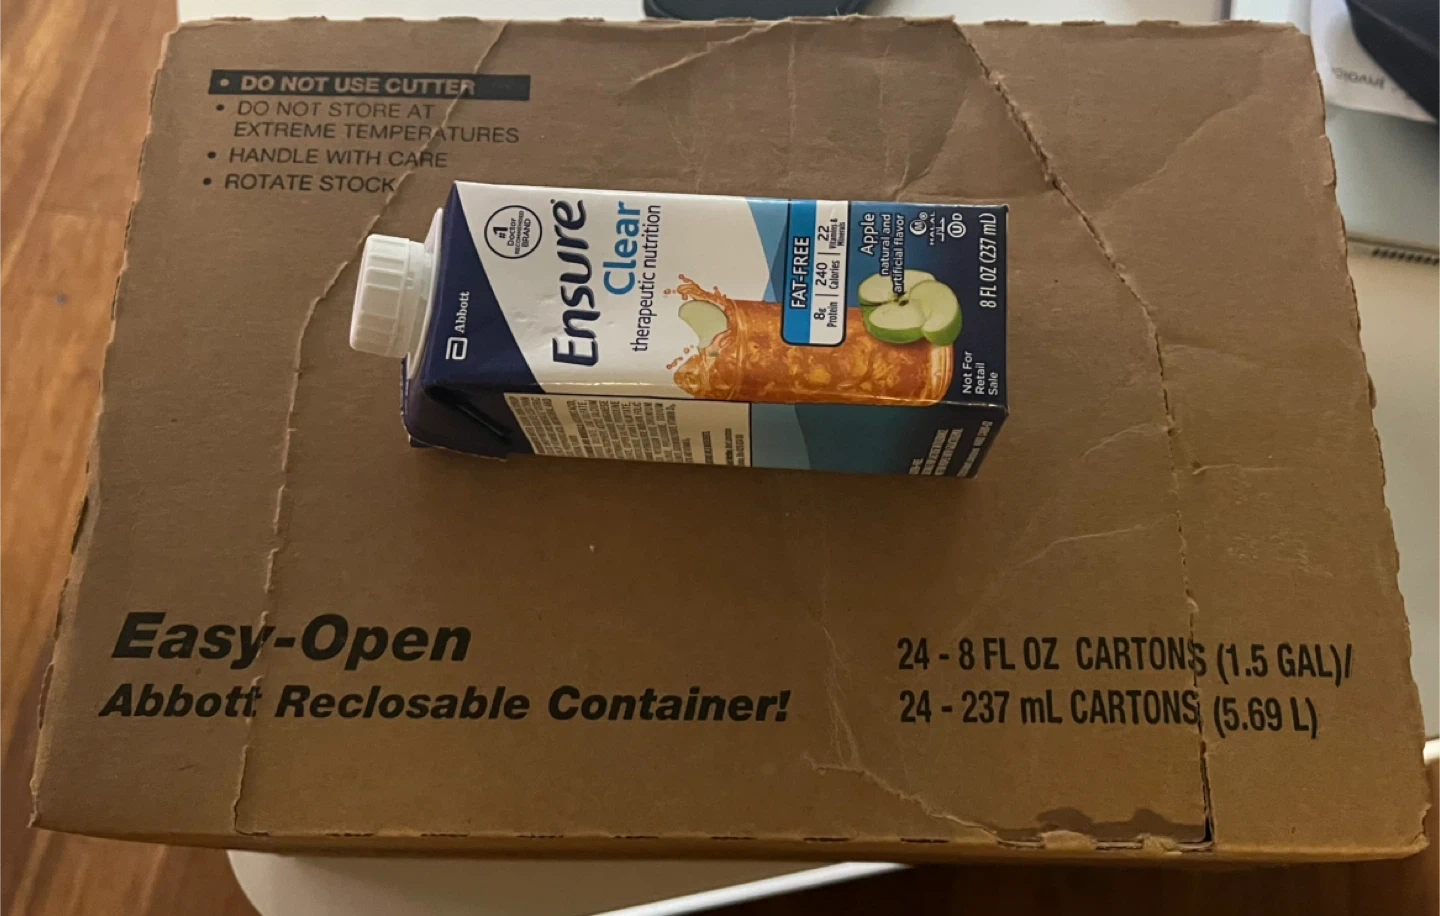 • DO NOT USE CUTTER
• DO NOT STORE AT
EXTREME TEMPERATURES
• HANDLE WITH CARE
• ROTATE STOCK
Abbott
#1
Doctor
RECOMMENDED
BRAND
Ensure
Clear
therapeutic nutrition
FAT-FREE
8g Protein
240 Calories
22 Vitamins & Minerals
Apple
natural and
artificial flavor
HALAL
UD
8 FL OZ (237 mL)
Not For
Retail
Sale
Easy-Open
Abbott Reclosable Container!
24 - 8 FL OZ CARTONS (1.5 GAL)/
24 - 237 mL CARTONS (5.69 L)